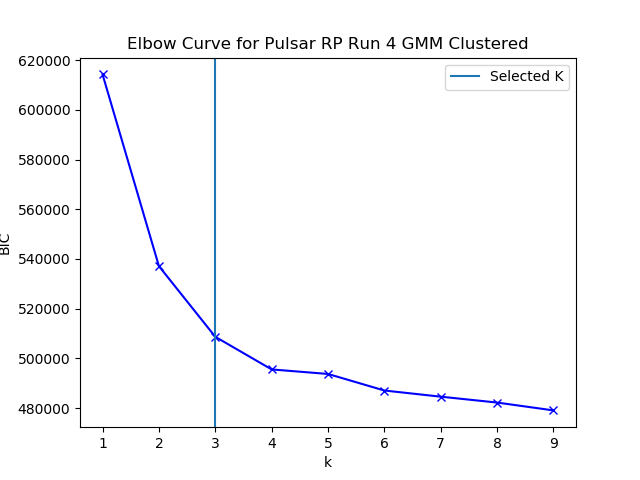 Elbow Curve for Pulsar RP Run 4 GMM Clustered
620000
600000
580000
560000
540000
520000
500000
480000
BIC
Selected K
1 2 3 4 5 6 7 8 9
k